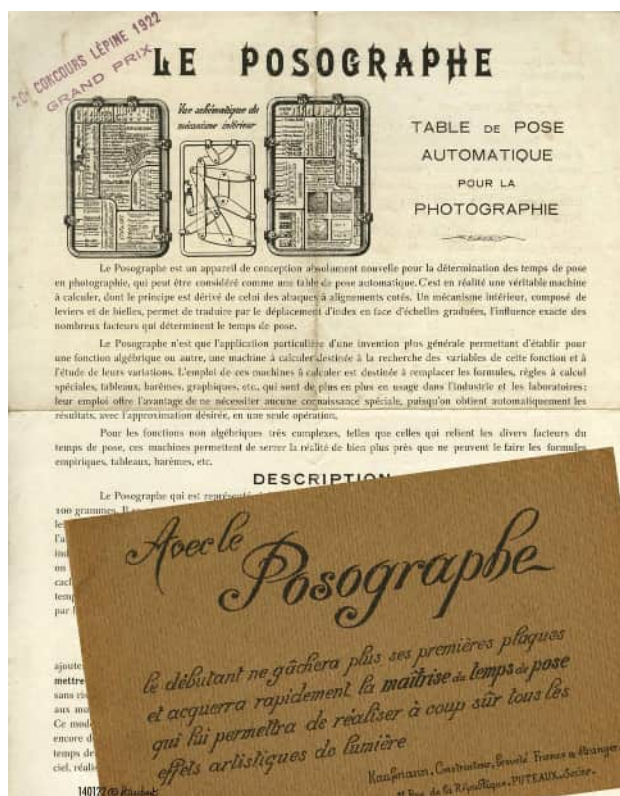 20e CONCOURS LÉPINE 1922
GRAND PRIX
LE POSOGRAPHE
Vue schématique du
mécanisme intérieur
TABLE DE POSE
AUTOMATIQUE
POUR LA
PHOTOGRAPHIE
Le Posographe est un appareil de conception absolument nouvelle pour la détermination des temps de pose
en photographie, qui peut être considéré comme une table de pose automatique. C'est en réalité une véritable machine
à calculer, dont le principe est dérivé de celui des abaques à alignements cotés. Un mécanisme intérieur, composé de
leviers et de bielles, permet de traduire par le déplacement d'index en face d'échelles graduées, l'influence exacte des
nombreux facteurs qui déterminent le temps de pose.
Le Posographe n'est que l'application particulière d'une invention plus générale permettant d'établir pour
une fonction algébrique ou autre, une machine à calculer destinée à la recherche des variables de cette fonction et à
l'étude de leurs variations. L'emploi de ces machines à calculer est destiné à remplacer les formules, règles à calcul
spéciales, tableaux, barèmes, graphiques, etc., qui sont de plus en plus en usage dans l'industrie et les laboratoires;
leur emploi offre l'avantage de ne nécessiter aucune connaissance spéciale, puisqu'on obtient automatiquement les
résultats, avec l'approximation désirée, en une seule opération.
Pour les fonctions non algébriques très complexes, telles que celles qui relient les divers facteurs du
temps de pose, ces machines permettent de serrer la réalité de bien plus près que ne peuvent le faire les formules
empiriques, tableaux, barèmes, etc.
DESCRIPTION
Le Posographe qui est
100 grammes.
ajoute
mettre
aux
Ce
encore
temps de
ciel,
Avec le
Posographe
le débutant ne gâchera plus ses premières plaques
et acquerra rapidement la maîtrise du temps de pose
qui lui permettra de réaliser à coup sûr tous les
effets artistiques de lumière
Kaufmann, Constructeur, Breveté France & étranger
Rue de la République, PUTEAUX, Seine.
140122